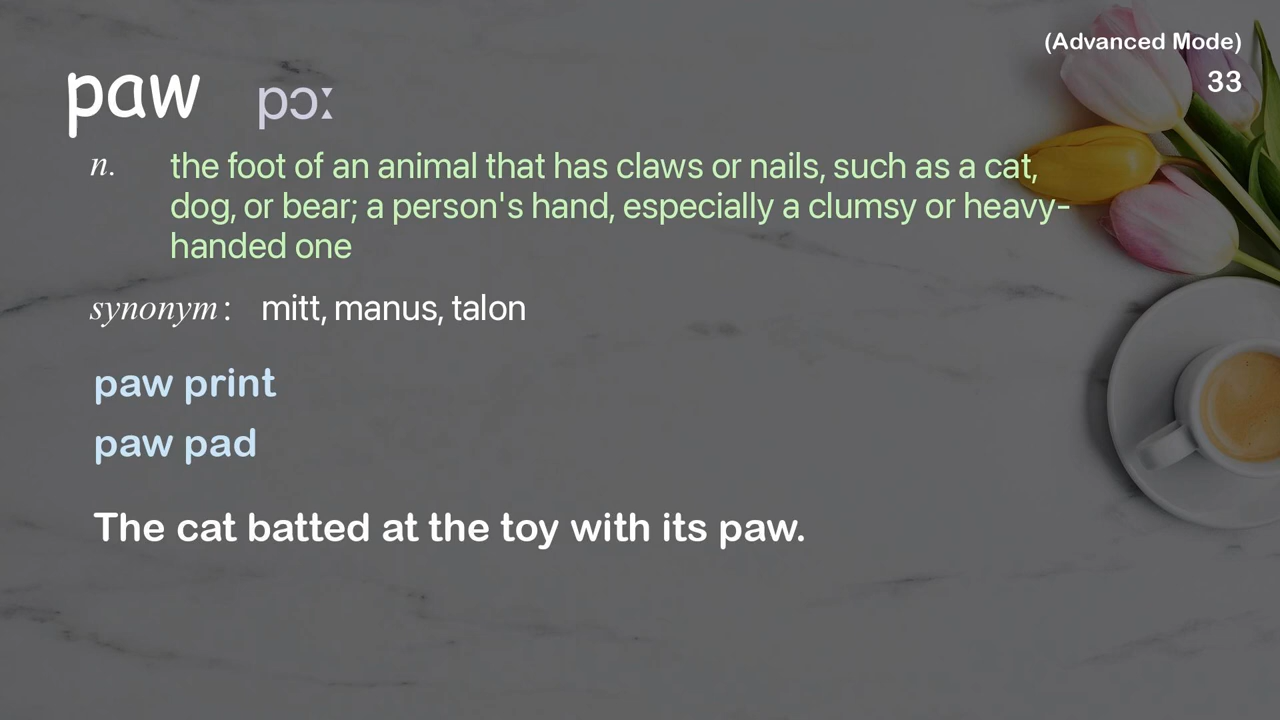 (Advanced Mode)
33
paw pɔː
n. the foot of an animal that has claws or nails, such as a cat,
dog, or bear; a person's hand, especially a clumsy or heavy-
handed one
synonym: mitt, manus, talon
paw print
paw pad
The cat batted at the toy with its paw.